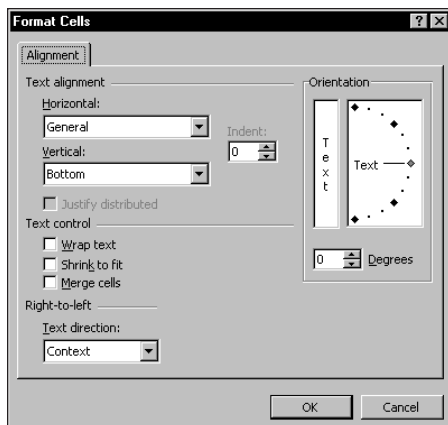 Format Cells
Alignment
Text alignment
Horizontal:
General
Vertical:
Bottom
Indent:
0
Justify distributed
Text control
Wrap text
Shrink to fit
Merge cells
Right-to-left
Text direction:
Context
Orientation
Text
Text
0 Degrees
OK Cancel